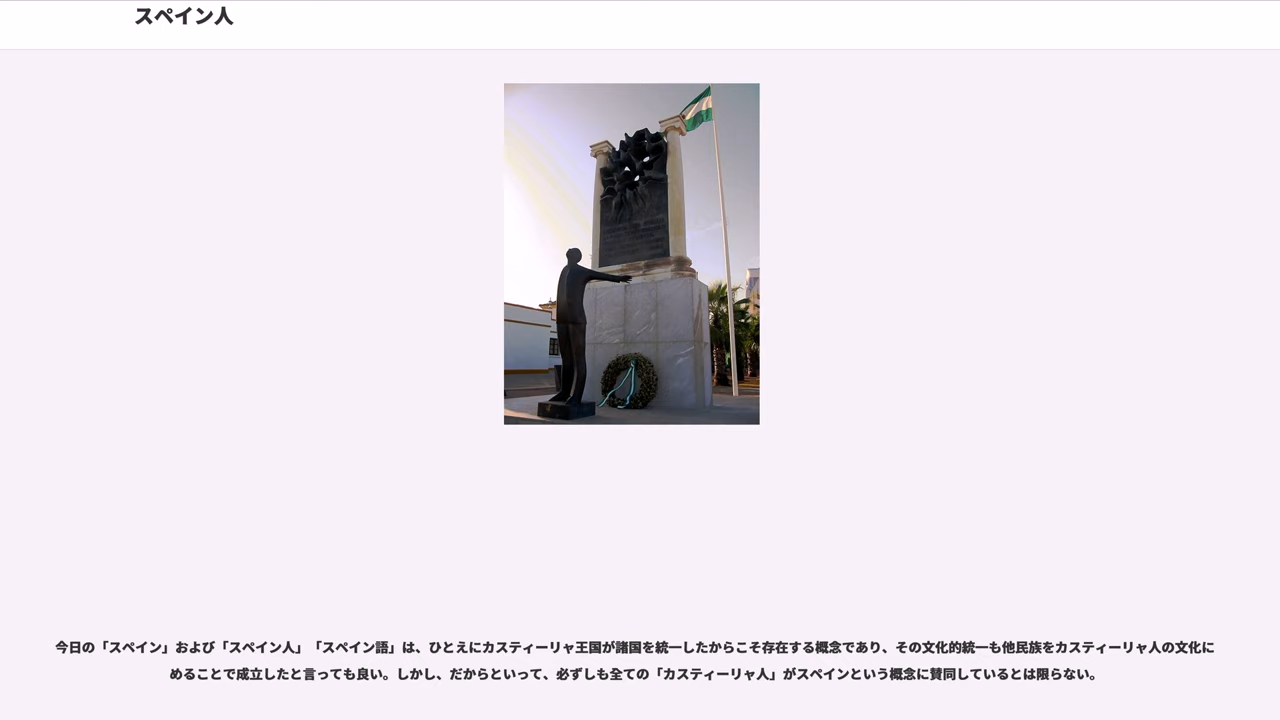 スペイン人
今日の「スペイン」および「スペイン人」「スペイン語」は、ひとえにカスティーリャ王国が諸国を統一したからこそ存在する概念であり、その文化的統一も他民族をカスティーリャ人の文化に
めることで成立したと言っても良い。しかし、だからといって、必ずしも全ての「カスティーリャ人」がスペインという概念に賛同しているとは限らない。